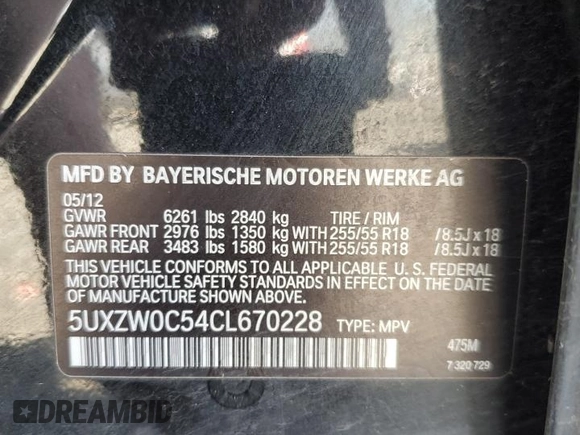 MFD BY BAYERISCHE MOTOREN WERKE AG
05/12
GVWR 6261 lbs 2840 kg TIRE / RIM
GAWR FRONT 2976 lbs 1350 kg WITH 255/55 R18 /8.5J x 18
GAWR REAR 3483 lbs 1580 kg WITH 255/55 R18 /8.5J x 18
THIS VEHICLE CONFORMS TO ALL APPLICABLE U. S. FEDERAL
MOTOR VEHICLE SAFETY STANDARDS IN EFFECT ON THE
DATE OF MANUFACTURE SHOWN ABOVE.
5UXZW0C54CL670228 TYPE: MPV
475M
7 320 729
DREAMBID